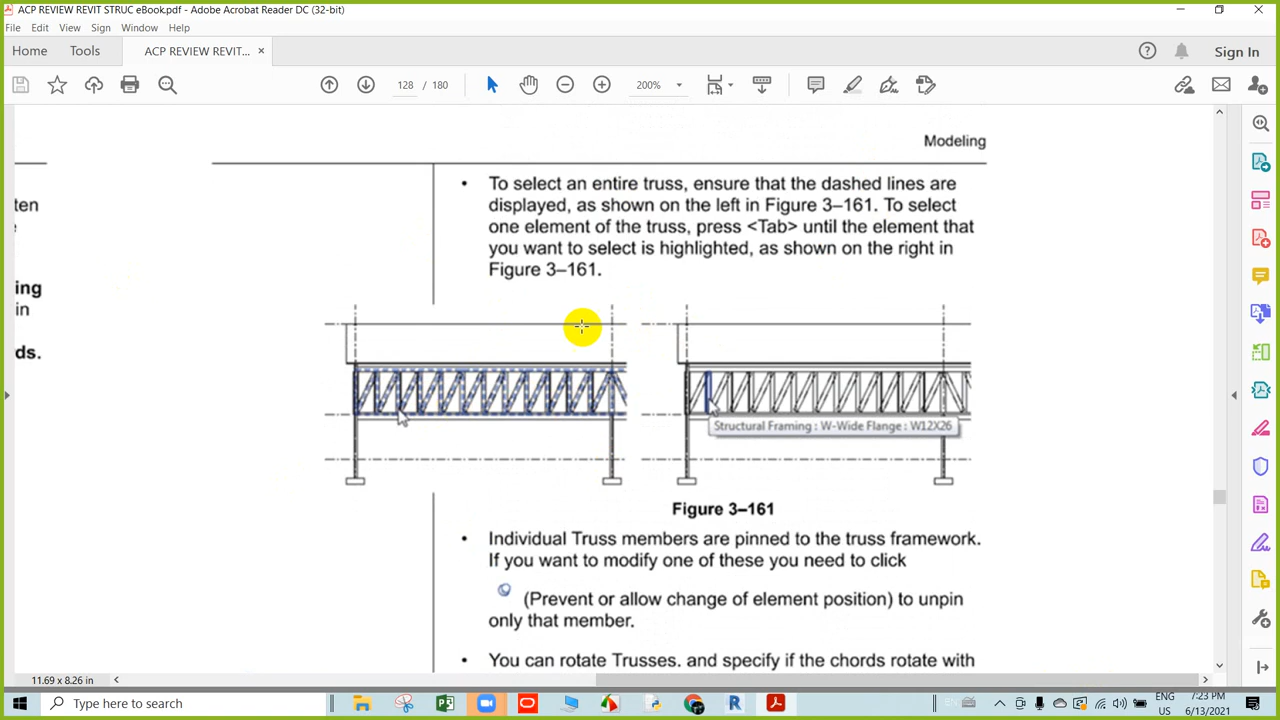 ACP REVIEW REVIT STRUC eBook.pdf - Adobe Acrobat Reader DC (32-bit)
File Edit View Sign Window Help
Home Tools ACP REVIEW REVIT... × Sign In
128 / 180 200%
Modeling
ten
ing
in
ds.
• To select an entire truss, ensure that the dashed lines are
displayed, as shown on the left in Figure 3–161. To select
one element of the truss, press <Tab> until the element that
you want to select is highlighted, as shown on the right in
Figure 3–161.
Structural Framing : W-Wide Flange : W12X26
Figure 3–161
• Individual Truss members are pinned to the truss framework.
If you want to modify one of these you need to click
(Prevent or allow change of element position) to unpin
only that member.
• You can rotate Trusses. and specify if the chords rotate with
11.69 x 8.26 in
Type here to search
ENG
US
7:23 PM
6/13/2021